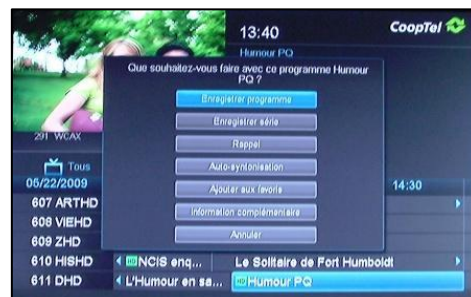 13:40
CoopTel
Humour PQ
Que souhaitez-vous faire avec ce programme Humour
PQ ?
Enregistrer programme
Enregistrer série
Rappel
Auto-syntonisation
Ajouter aux favoris
Information complémentaire
Annuler
291 WCAX
Tous
05/22/2009
14:30
607 ARTHD
608 VIEHD
609 ZHD
610 HISHD
NCIS enq...
Le Solitaire de Fort Humboldt
611 DHD
L'Humour en sa...
Humour PQ